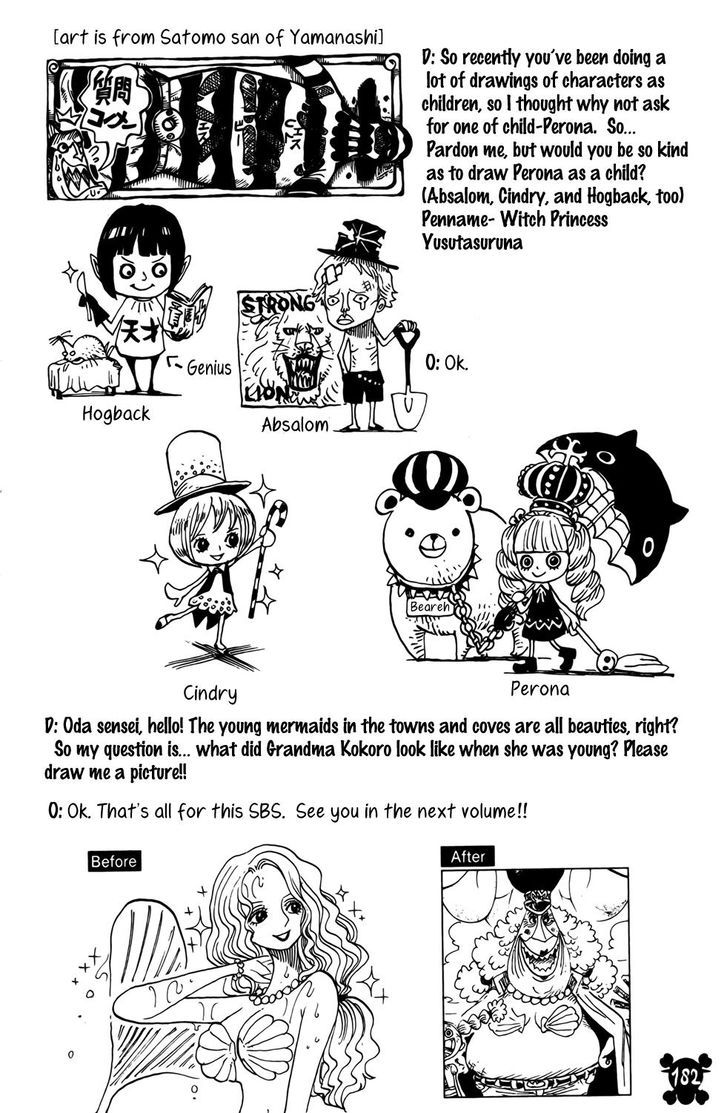 [art is from Satomo san of Yamanashi]
質問
コ〜ナ〜
D: So recently you've been doing a
lot of drawings of characters as
children, so I thought why not ask
for one of child-Perona. So...
Pardon me, but would you be so kind
as to draw Perona as a child?
(Absalom, Cindry, and Hogback, too)
Penname- Witch Princess
Yusutasuruna
天才
Genius
Hogback
STRONG
LION
Absalom
O: Ok.
Cindry
Beareh
Perona
D: Oda sensei, hello! The young mermaids in the towns and coves are all beauties, right?
So my question is... what did Grandma Kokoro look like when she was young? Please
draw me a picture!!
O: Ok. That's all for this SBS. See you in the next volume!!
Before
After
182